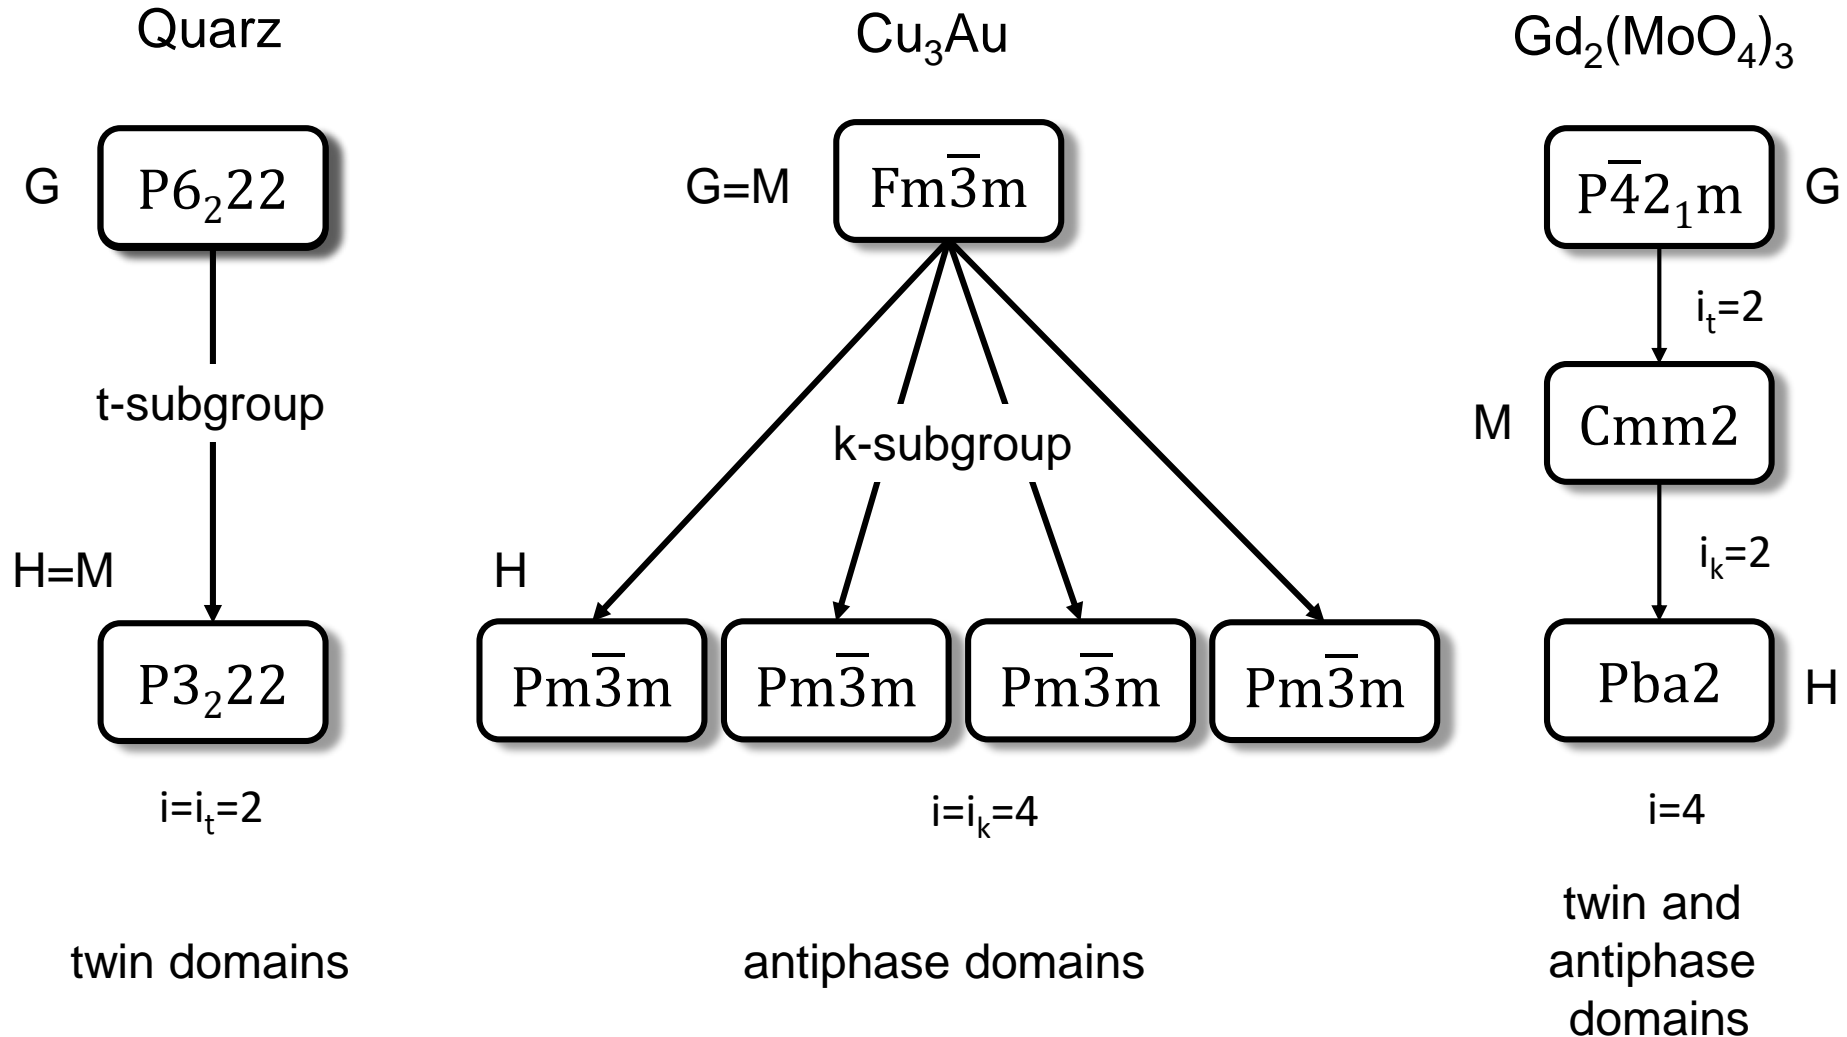 Quarz
G
P6₂22
t-subgroup
H=M
P3₂22
i=iₜ=2
twin domains
Cu₃Au
G=M
Fm3̅m
k-subgroup
H
Pm3̅m
Pm3̅m
Pm3̅m
Pm3̅m
i=iₖ=4
antiphase domains
Gd₂(MoO₄)₃
P4̅2₁m
G
iₜ=2
M
Cmm2
iₖ=2
Pba2
H
i=4
twin and
antiphase
domains